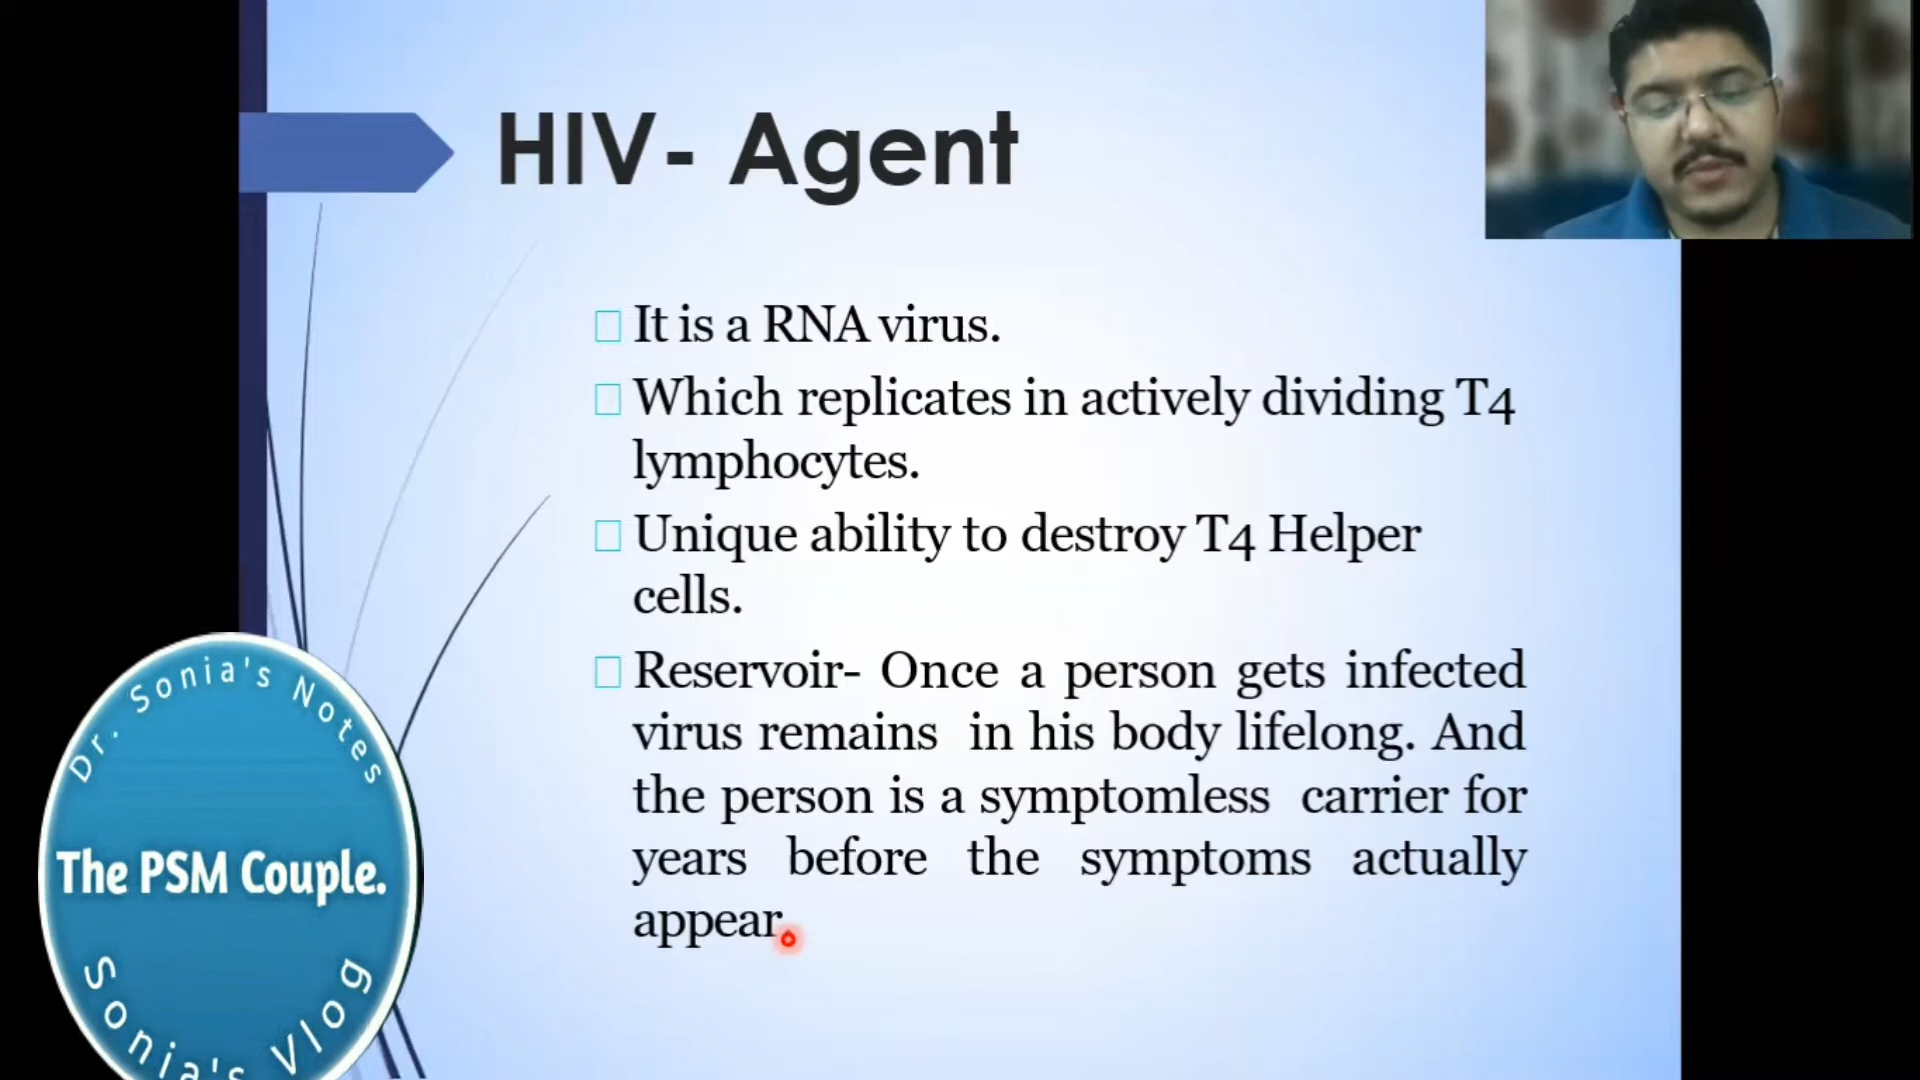 HIV- Agent
It is a RNA virus.
Which replicates in actively dividing T4
lymphocytes.
Unique ability to destroy T4 Helper
cells.
Reservoir- Once a person gets infected
virus remains in his body lifelong. And
the person is a symptomless carrier for
years before the symptoms actually
appear.
Dr. Sonia's Notes
The PSM Couple.
Sonia's Vlog